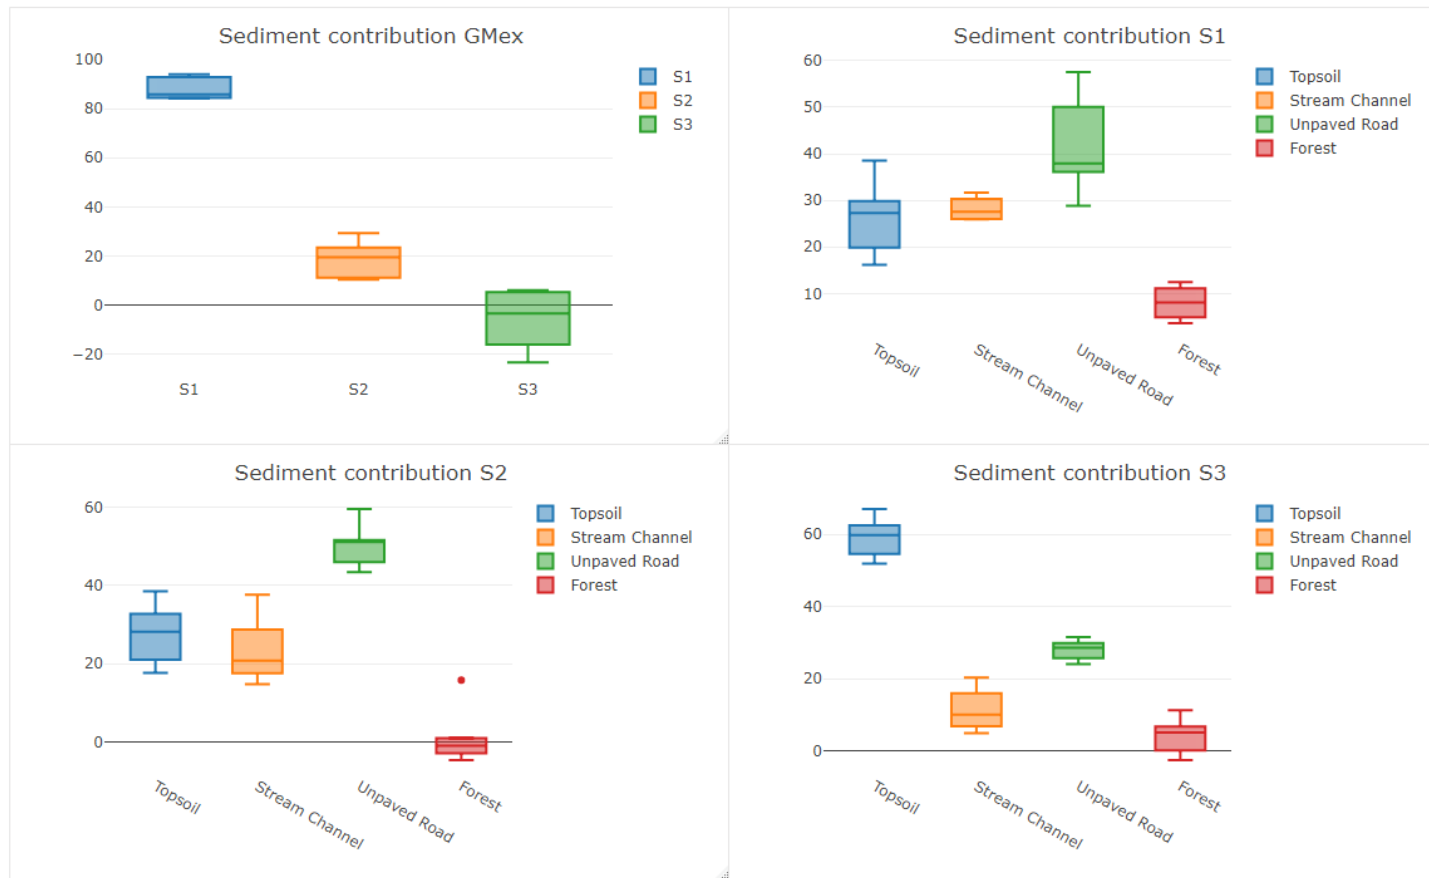 Sediment contribution GMex
100
80
60
40
20
0
−20
S1
S2
S3
S1
S2
S3
Sediment contribution S1
60
50
40
30
20
10
Topsoil
Stream Channel
Unpaved Road
Forest
Topsoil
Stream Channel
Unpaved Road
Forest
Sediment contribution S2
60
40
20
0
Topsoil
Stream Channel
Unpaved Road
Forest
Topsoil
Stream Channel
Unpaved Road
Forest
Sediment contribution S3
60
40
20
0
Topsoil
Stream Channel
Unpaved Road
Forest
Topsoil
Stream Channel
Unpaved Road
Forest